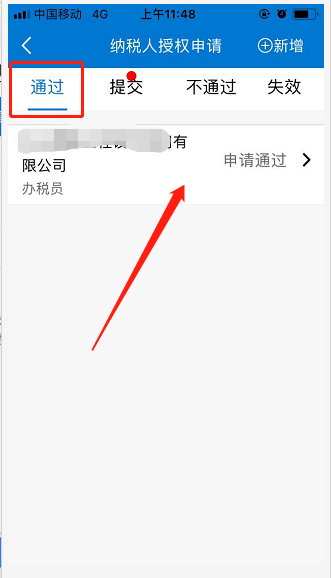 中国移动 4G 上午11:48
纳税人授权申请 新增
通过 提交 不通过 失效
有
限公司 申请通过
办税员